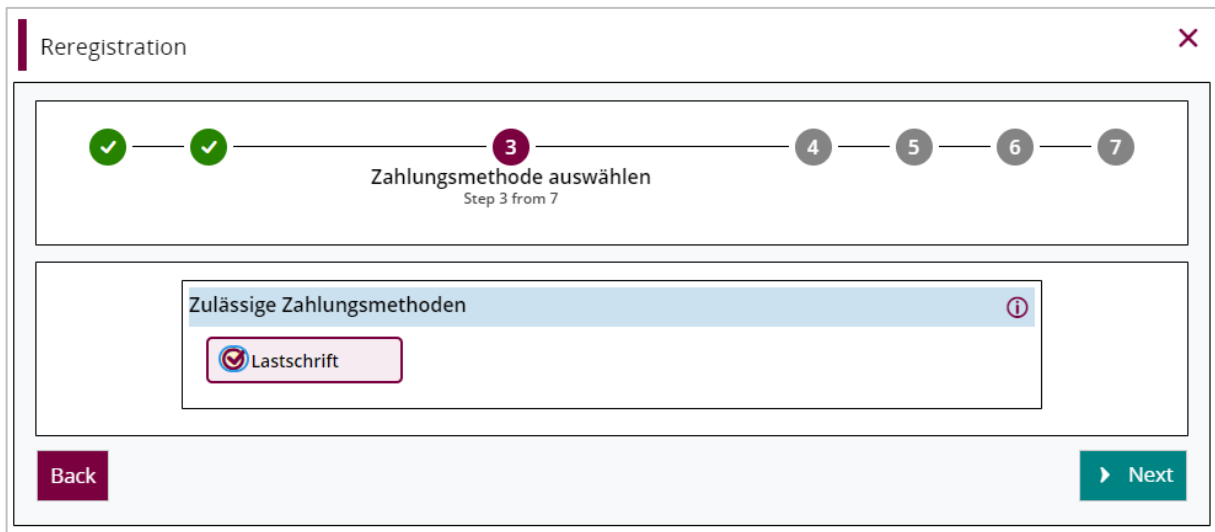 Reregistration
3
4
5
6
7
Zahlungsmethode auswählen
Step 3 from 7
Zulässige Zahlungsmethoden
Lastschrift
Back
Next